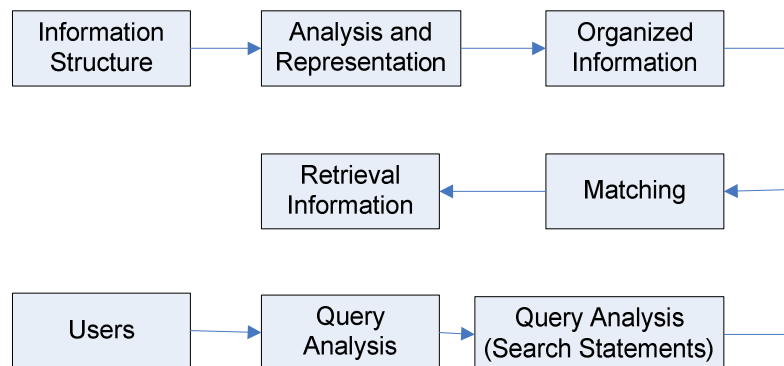 Information
Structure
Analysis and
Representation
Organized
Information
Retrieval
Information
Matching
Users
Query
Analysis
Query Analysis
(Search Statements)